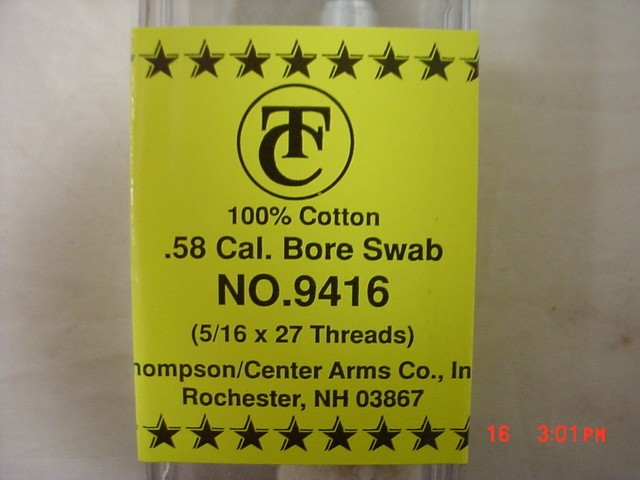 TC
100% Cotton
.58 Cal. Bore Swab
NO.9416
(5/16 x 27 Threads)
hompson/Center Arms Co., In
Rochester, NH 03867
16 3:01PM